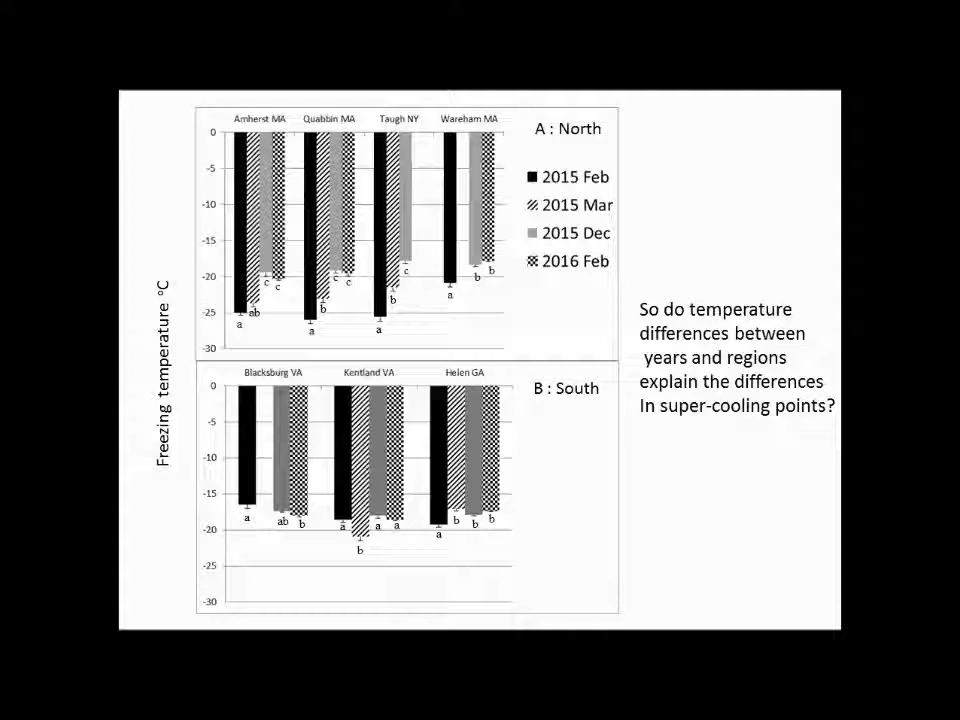 Amherst MA Quabbin MA Taugh NY Wareham MA
A : North
0
-5
-10
-15
-20
-25
-30
2015 Feb
2015 Mar
2015 Dec
2016 Feb
a ab c c
a b c c
a b c
a b b
Freezing temperature °C
Blacksburg VA Kentland VA Helen GA
B : South
0
-5
-10
-15
-20
-25
-30
a ab b
a b a a
a b b b
So do temperature
differences between
years and regions
explain the differences
In super-cooling points?